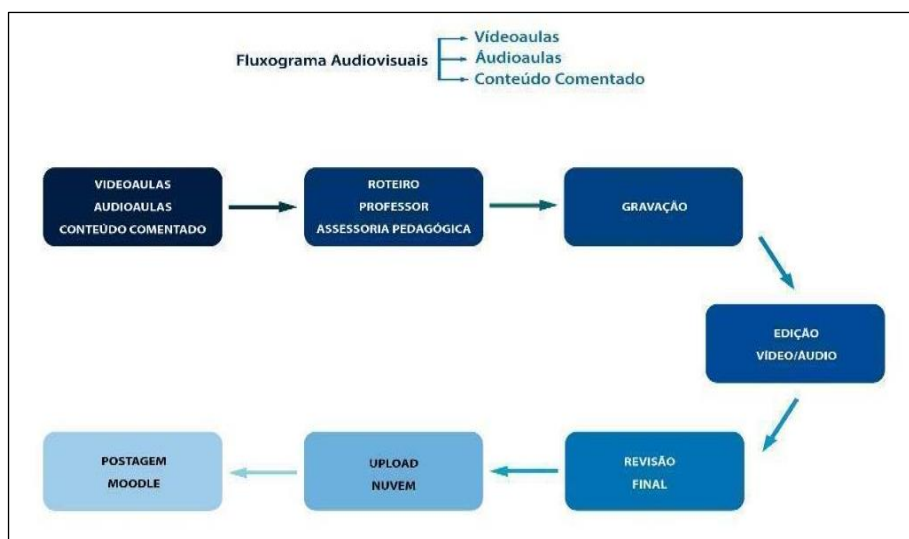 Fluxograma Audiovisuais
Vídeoaulas
Áudioaulas
Conteúdo Comentado
VIDEOAULAS
AUDIOAULAS
CONTEÚDO COMENTADO
ROTEIRO
PROFESSOR
ASSESSORIA PEDAGÓGICA
GRAVAÇÃO
EDIÇÃO
VÍDEO/ÁUDIO
REVISÃO
FINAL
UPLOAD
NUVEM
POSTAGEM
MOODLE